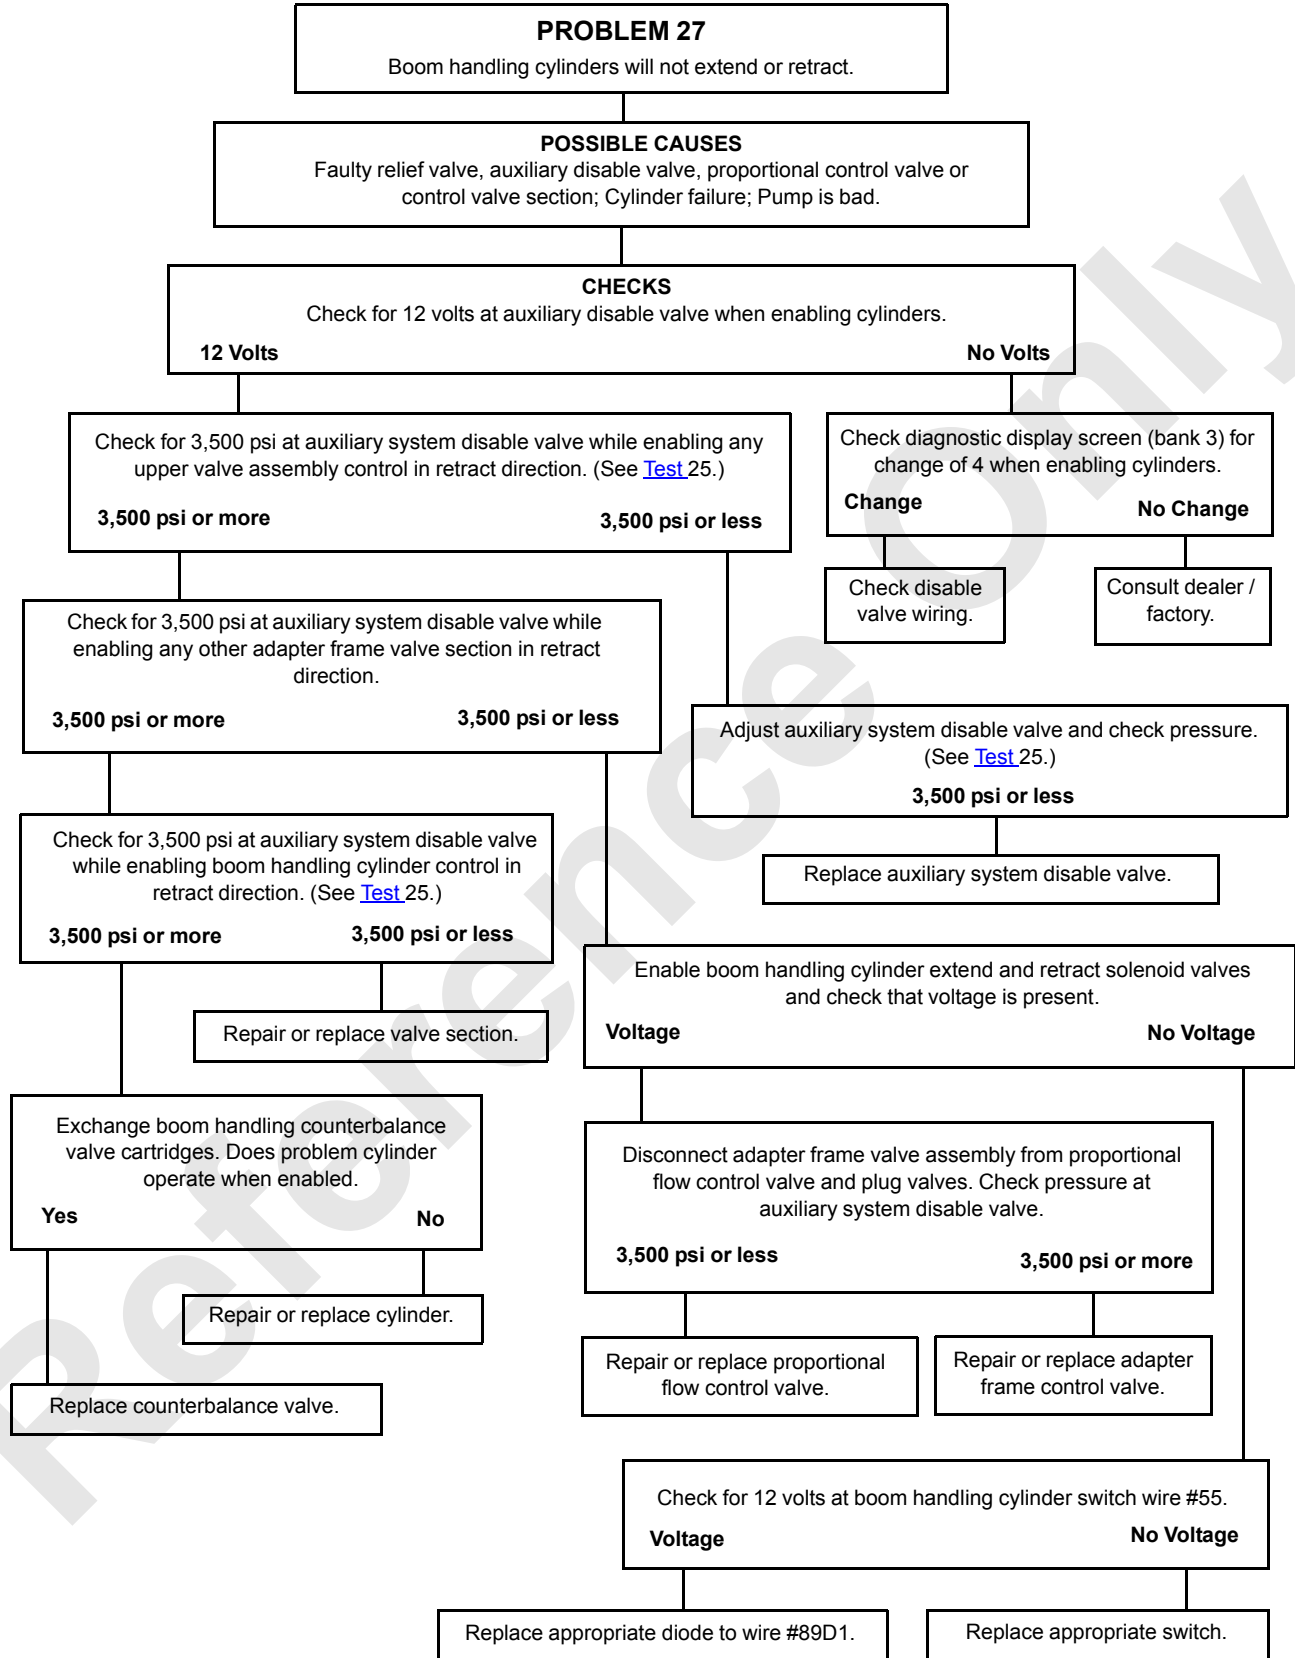 PROBLEM 27
Boom handling cylinders will not extend or retract.
POSSIBLE CAUSES
Faulty relief valve, auxiliary disable valve, proportional control valve or
control valve section; Cylinder failure; Pump is bad.
CHECKS
Check for 12 volts at auxiliary disable valve when enabling cylinders.
12 Volts
No Volts
Check for 3,500 psi at auxiliary system disable valve while enabling any
upper valve assembly control in retract direction. (See Test 25.)
3,500 psi or more
3,500 psi or less
Check diagnostic display screen (bank 3) for
change of 4 when enabling cylinders.
Change
No Change
Check disable
valve wiring.
Consult dealer /
factory.
Check for 3,500 psi at auxiliary system disable valve while
enabling any other adapter frame valve section in retract
direction.
3,500 psi or more
3,500 psi or less
Adjust auxiliary system disable valve and check pressure.
(See Test 25.)
3,500 psi or less
Replace auxiliary system disable valve.
Check for 3,500 psi at auxiliary system disable valve
while enabling boom handling cylinder control in
retract direction. (See Test 25.)
3,500 psi or more
3,500 psi or less
Repair or replace valve section.
Enable boom handling cylinder extend and retract solenoid valves
and check that voltage is present.
Voltage
No Voltage
Exchange boom handling counterbalance
valve cartridges. Does problem cylinder
operate when enabled.
Yes
No
Repair or replace cylinder.
Replace counterbalance valve.
Disconnect adapter frame valve assembly from proportional
flow control valve and plug valves. Check pressure at
auxiliary system disable valve.
3,500 psi or less
3,500 psi or more
Repair or replace proportional
flow control valve.
Repair or replace adapter
frame control valve.
Check for 12 volts at boom handling cylinder switch wire #55.
Voltage
No Voltage
Replace appropriate diode to wire #89D1.
Replace appropriate switch.
Reference Only